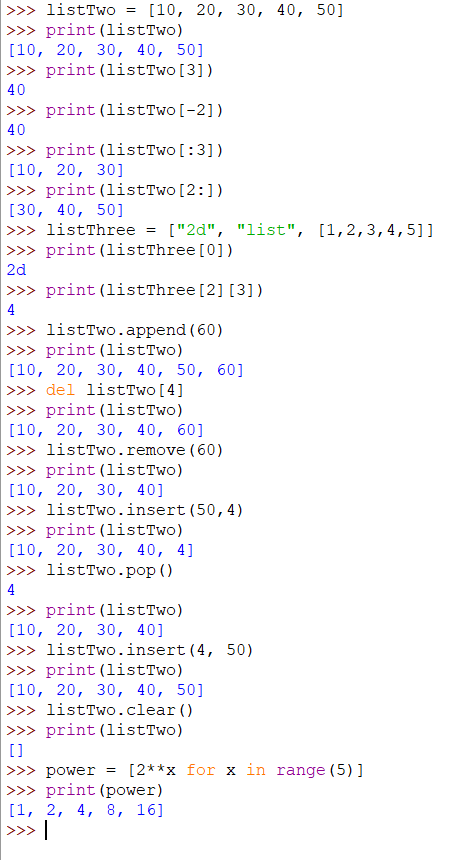 >>> listTwo = [10, 20, 30, 40, 50]
>>> print(listTwo)
[10, 20, 30, 40, 50]
>>> print(listTwo[3])
40
>>> print(listTwo[-2])
40
>>> print(listTwo[:3])
[10, 20, 30]
>>> print(listTwo[2:])
[30, 40, 50]
>>> listThree = ["2d", "list", [1,2,3,4,5]]
>>> print(listThree[0])
2d
>>> print(listThree[2][3])
4
>>> listTwo.append(60)
>>> print(listTwo)
[10, 20, 30, 40, 50, 60]
>>> del listTwo[4]
>>> print(listTwo)
[10, 20, 30, 40, 60]
>>> listTwo.remove(60)
>>> print(listTwo)
[10, 20, 30, 40]
>>> listTwo.insert(50,4)
>>> print(listTwo)
[10, 20, 30, 40, 4]
>>> listTwo.pop()
4
>>> print(listTwo)
[10, 20, 30, 40]
>>> listTwo.insert(4, 50)
>>> print(listTwo)
[10, 20, 30, 40, 50]
>>> listTwo.clear()
>>> print(listTwo)
[]
>>> power = [2**x for x in range(5)]
>>> print(power)
[1, 2, 4, 8, 16]
>>>